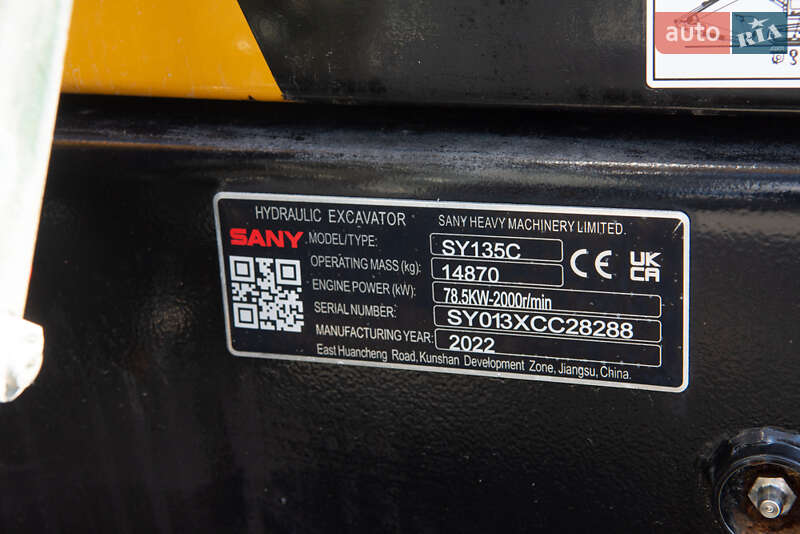 auto RIA
HYDRAULIC EXCAVATOR SANY HEAVY MACHINERY LIMITED.
SANY MODEL/TYPE: SY135C
OPERATING MASS (kg): 14870
ENGINE POWER (kW): 78.5KW-2000r/min
SERIAL NUMBER: SY013XCC28288
MANUFACTURING YEAR: 2022
East Huancheng Road, Kunshan Development Zone, Jiangsu, China.
CE UK CA